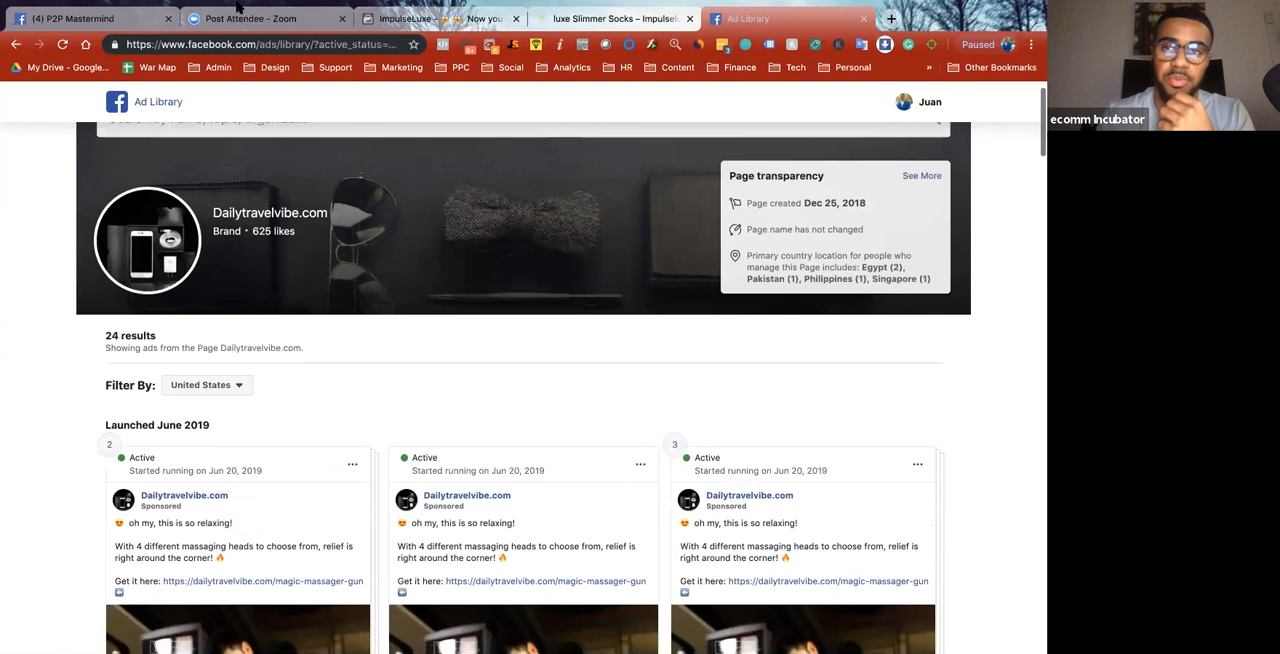 (4) P2P Mastermind
Post Attendee - Zoom
ImpulseLuxe - 😱😱 Now you
luxe Slimmer Socks – Impulsel
Ad Library
https://www.facebook.com/ads/library/?active_status=...
Paused
My Drive - Google...
War Map
Admin
Design
Support
Marketing
PPC
Social
Analytics
HR
Content
Finance
Tech
Personal
»
Other Bookmarks
Ad Library
Juan
ecomm Incubator
Dailytravelvibe.com
Brand • 625 likes
Page transparency
See More
Page created Dec 25, 2018
Page name has not changed
Primary country location for people who
manage this Page includes: Egypt (2),
Pakistan (1), Philippines (1), Singapore (1)
24 results
Showing ads from the Page Dailytravelvibe.com.
Filter By:
United States
Launched June 2019
2
Active
Started running on Jun 20, 2019
Dailytravelvibe.com
Sponsored
😍 oh my, this is so relaxing!
With 4 different massaging heads to choose from, relief is
right around the corner! 🔥
Get it here: https://dailytravelvibe.com/magic-massager-gun
⬅️
Active
Started running on Jun 20, 2019
Dailytravelvibe.com
Sponsored
😍 oh my, this is so relaxing!
With 4 different massaging heads to choose from, relief is
right around the corner! 🔥
Get it here: https://dailytravelvibe.com/magic-massager-gun
⬅️
3
Active
Started running on Jun 20, 2019
Dailytravelvibe.com
Sponsored
😍 oh my, this is so relaxing!
With 4 different massaging heads to choose from, relief is
right around the corner! 🔥
Get it here: https://dailytravelvibe.com/magic-massager-gun
⬅️